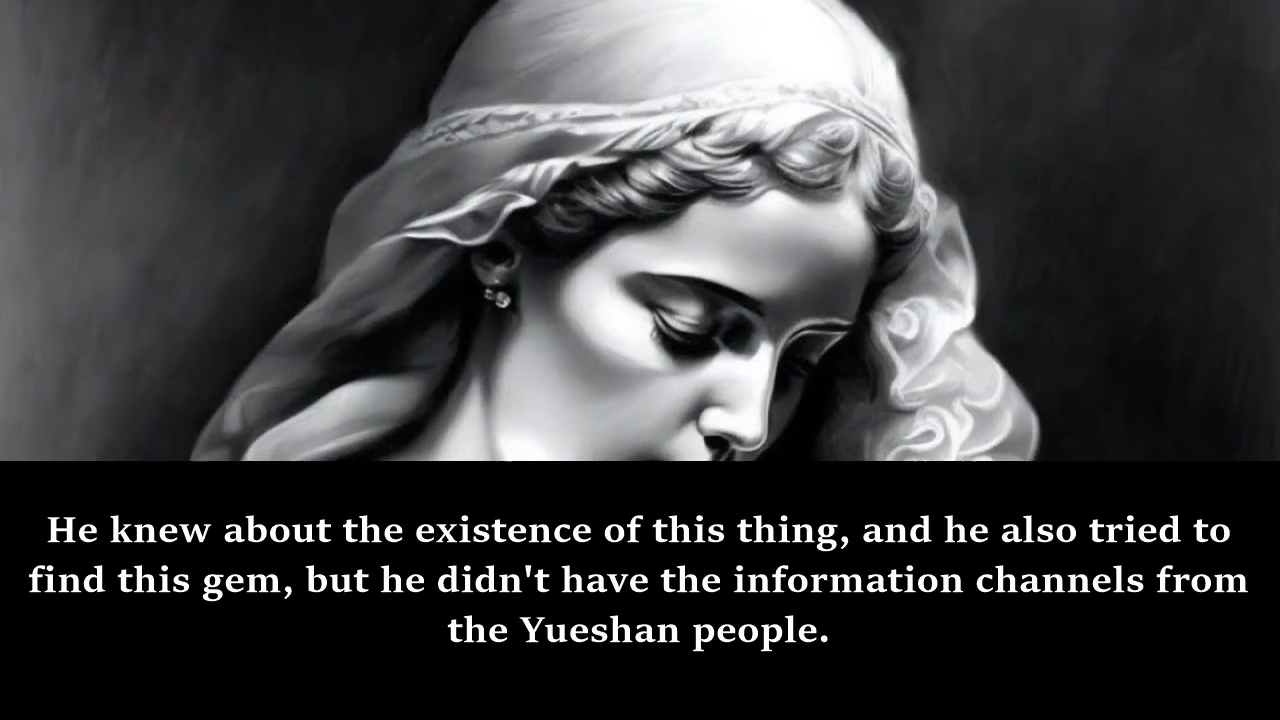 He knew about the existence of this thing, and he also tried to
find this gem, but he didn't have the information channels from
the Yueshan people.